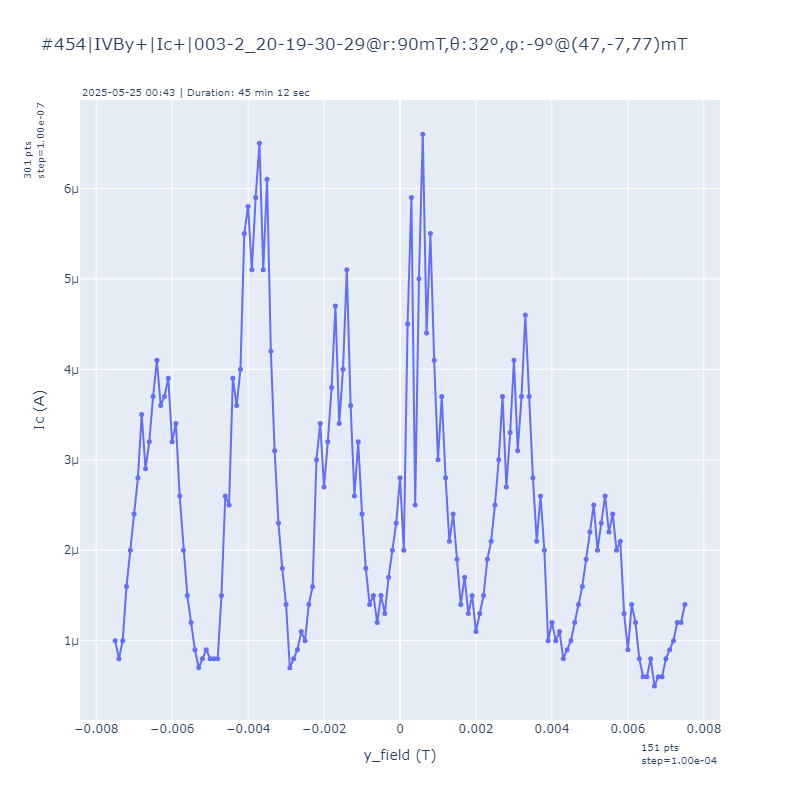 #454|IVBy+|Ic+|003-2_20-19-30-29@r:90mT,θ:32º,φ:-9º@(47,-7,77)mT
2025-05-25 00:43 | Duration: 45 min 12 sec
301 pts
step=1.00e-07
6μ
5μ
4μ
3μ
2μ
1μ
Ic (A)
−0.008
−0.006
−0.004
−0.002
0
0.002
0.004
0.006
0.008
y_field (T)
151 pts
step=1.00e-04